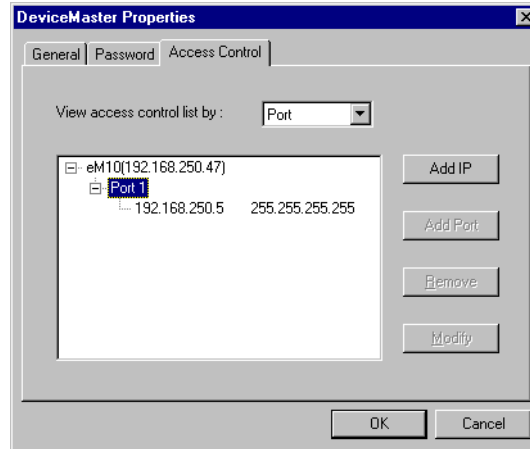 DeviceMaster Properties
General Password Access Control
View access control list by : Port
eM10(192.168.250.47)
Port 1
192.168.250.5 255.255.255.255
Add IP
Add Port
Remove
Modify
OK Cancel